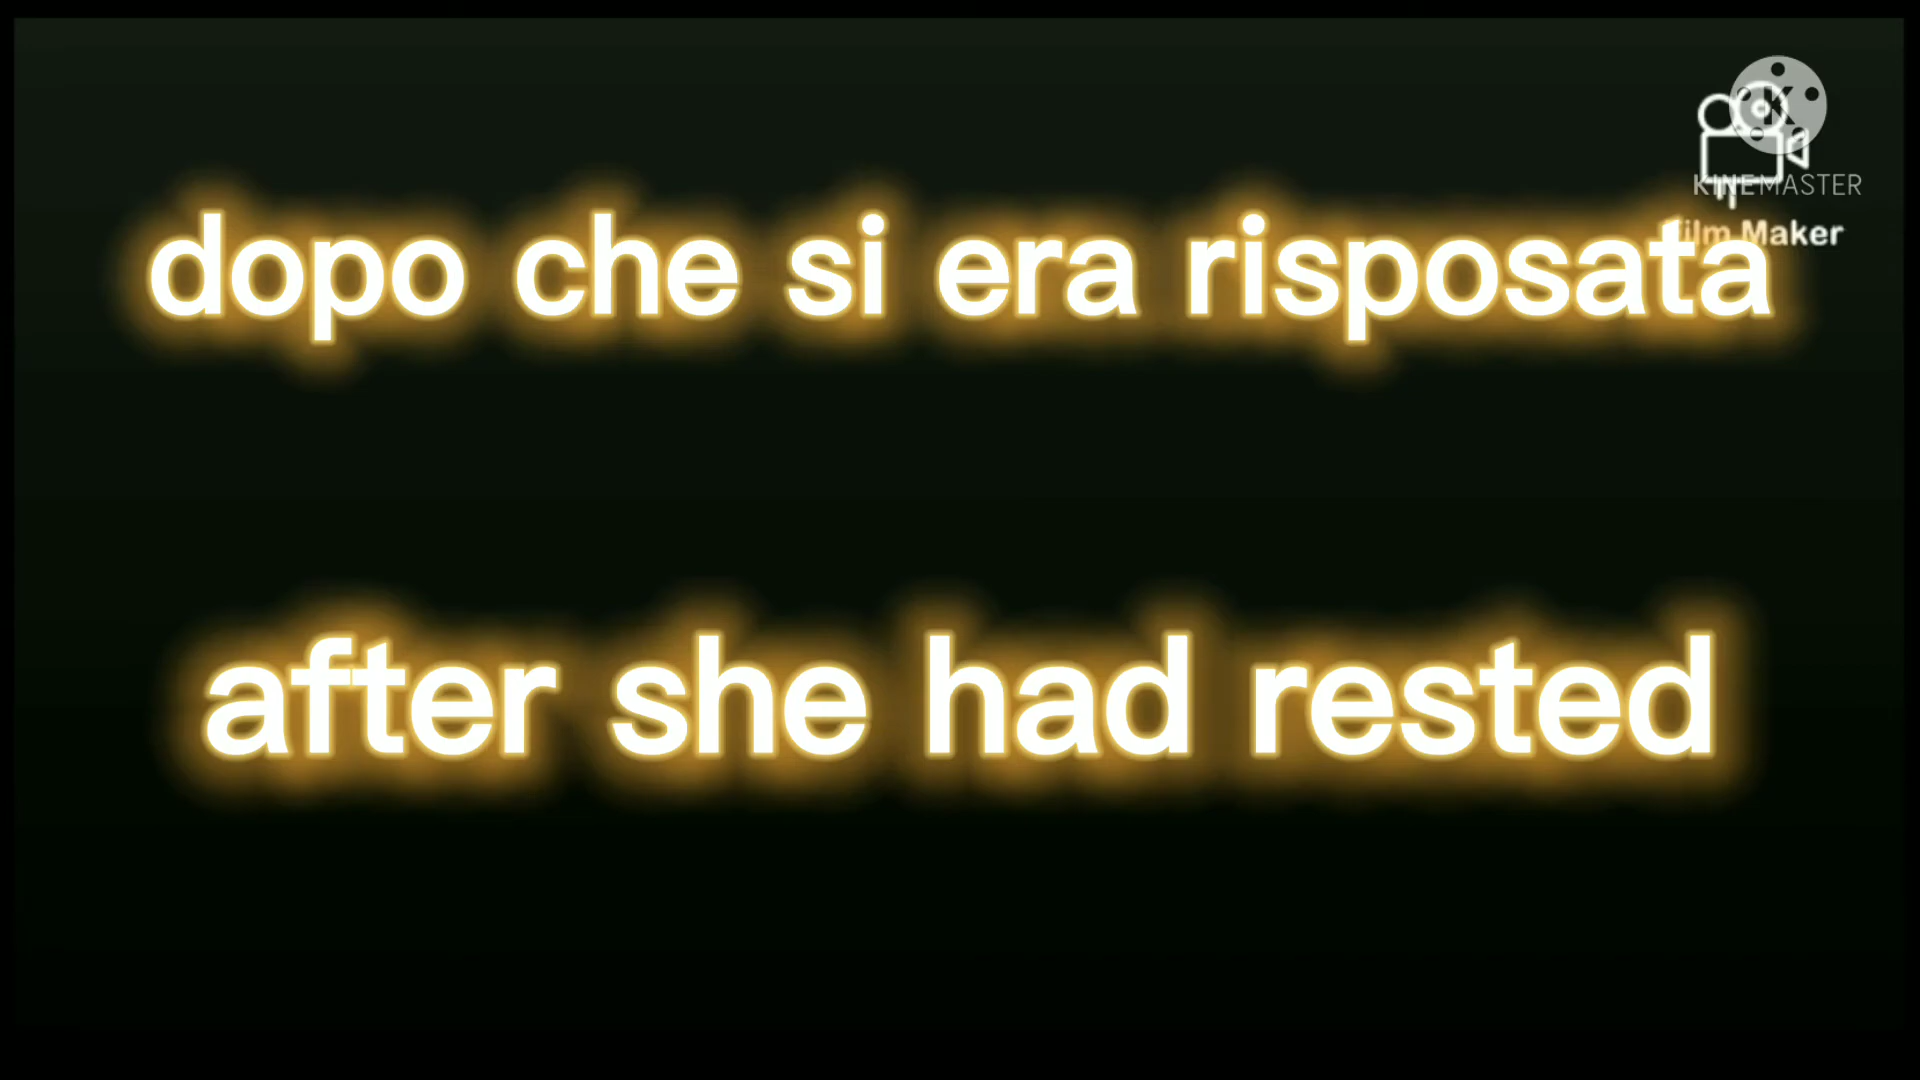 KINEMASTER
Film Maker
dopo che si era risposata
after she had rested